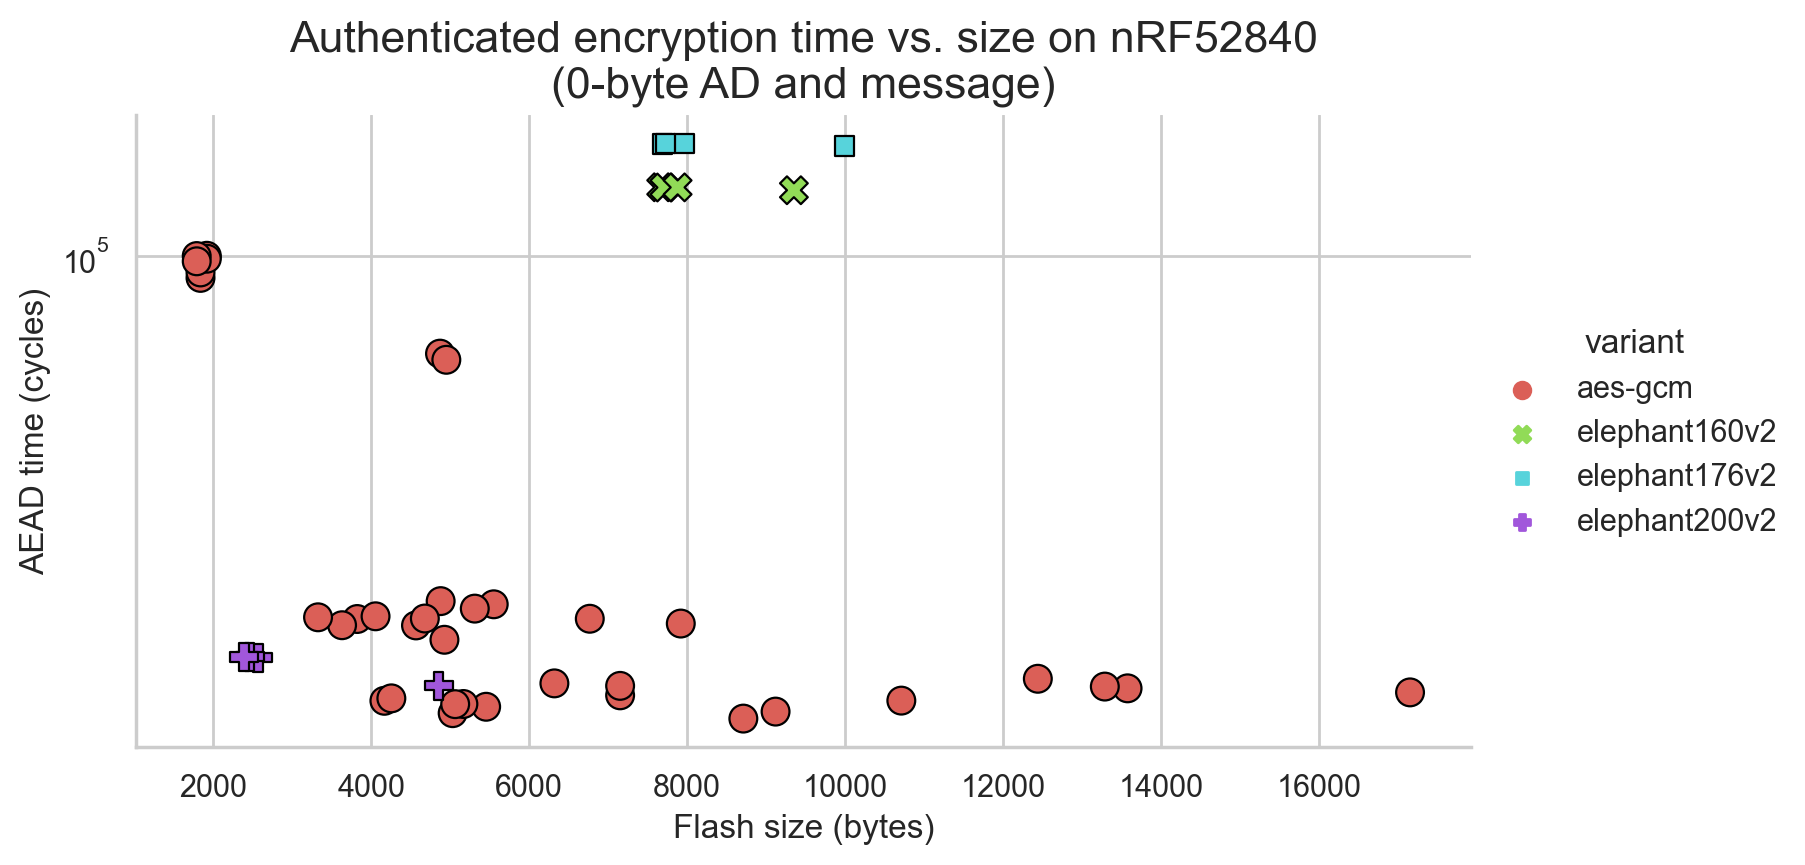 Authenticated encryption time vs. size on nRF52840
(0-byte AD and message)
10^5
AEAD time (cycles)
2000 4000 6000 8000 10000 12000 14000 16000
Flash size (bytes)
variant
aes-gcm
elephant160v2
elephant176v2
elephant200v2